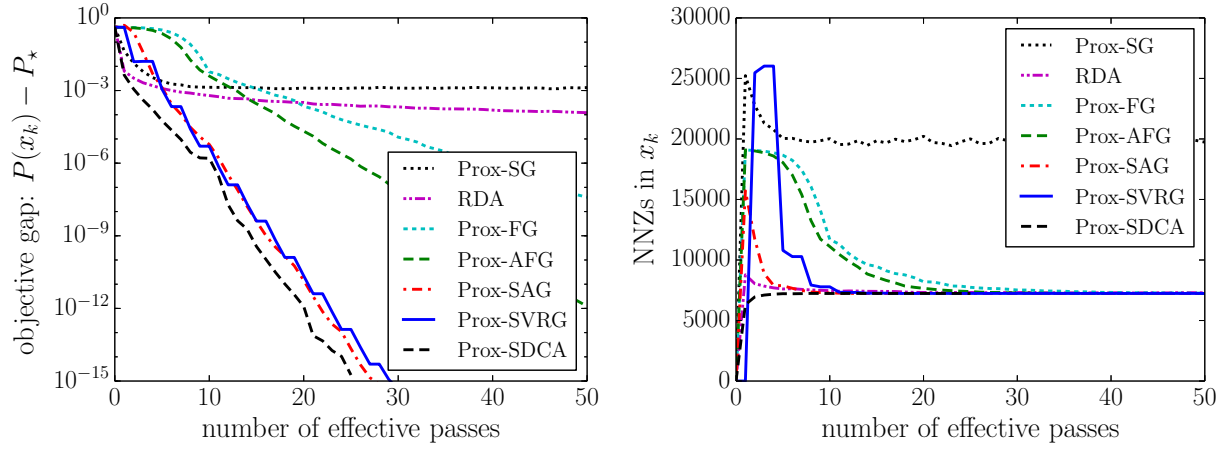 objective gap: P(x_k) − P_⋆
10^0
10^−3
10^−6
10^−9
10^−12
10^−15
Prox-SG
RDA
Prox-FG
Prox-AFG
Prox-SAG
Prox-SVRG
Prox-SDCA
0 10 20 30 40 50
number of effective passes
NNZs in x_k
30000
25000
20000
15000
10000
5000
0
Prox-SG
RDA
Prox-FG
Prox-AFG
Prox-SAG
Prox-SVRG
Prox-SDCA
0 10 20 30 40 50
number of effective passes